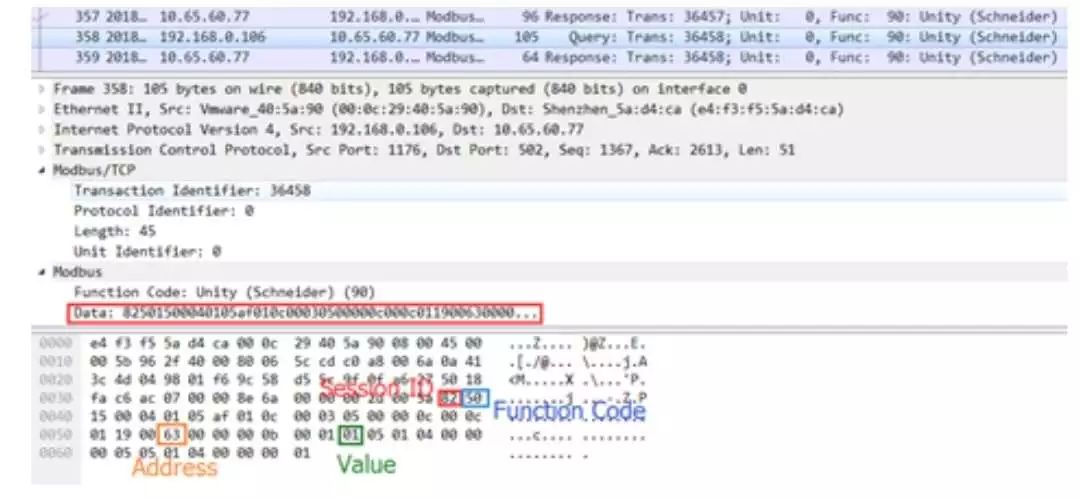 357 2018… 10.65.60.77 192.168.0.… Modbus… 96 Response: Trans: 36457; Unit: 0, Func: 90: Unity (Schneider)
358 2018… 192.168.0.106 10.65.60.77 Modbus… 105 Query: Trans: 36458; Unit: 0, Func: 90: Unity (Schneider)
359 2018… 10.65.60.77 192.168.0.… Modbus… 64 Response: Trans: 36458; Unit: 0, Func: 90: Unity (Schneider)
Frame 358: 105 bytes on wire (840 bits), 105 bytes captured (840 bits) on interface 0
Ethernet II, Src: Vmware_40:5a:90 (00:0c:29:40:5a:90), Dst: Shenzhen_5a:d4:ca (e4:f3:f5:5a:d4:ca)
Internet Protocol Version 4, Src: 192.168.0.106, Dst: 10.65.60.77
Transmission Control Protocol, Src Port: 1176, Dst Port: 502, Seq: 1367, Ack: 2613, Len: 51
Modbus/TCP
Transaction Identifier: 36458
Protocol Identifier: 0
Length: 45
Unit Identifier: 0
Modbus
Function Code: Unity (Schneider) (90)
Data: 82501500040105af010c00030500000c000c011900630000...
0000 e4 f3 f5 5a d4 ca 00 0c 29 40 5a 90 08 00 45 00 ...Z.... )@Z...E.
0010 00 5b 96 2f 40 00 80 06 5c cd c0 a8 00 6a 0a 41 .[./@... \....j.A
0020 3c 4d 04 98 01 f6 9c 58 d5 50 18 <M.....X
Session ID
0030 fa c6 ac 07 00 00 8e 6a 00 00 00 82 50
Function Code
0040 15 00 04 01 05 af 01 0c 00 03 05 00 00 0c 00 0c ........ ........
0050 01 19 00 63 00 00 00 0b 00 01 01 05 01 04 00 00 ...c.... ........
0060 00 05 05 01 04 00 00 00 01 ........ .
Address
Value